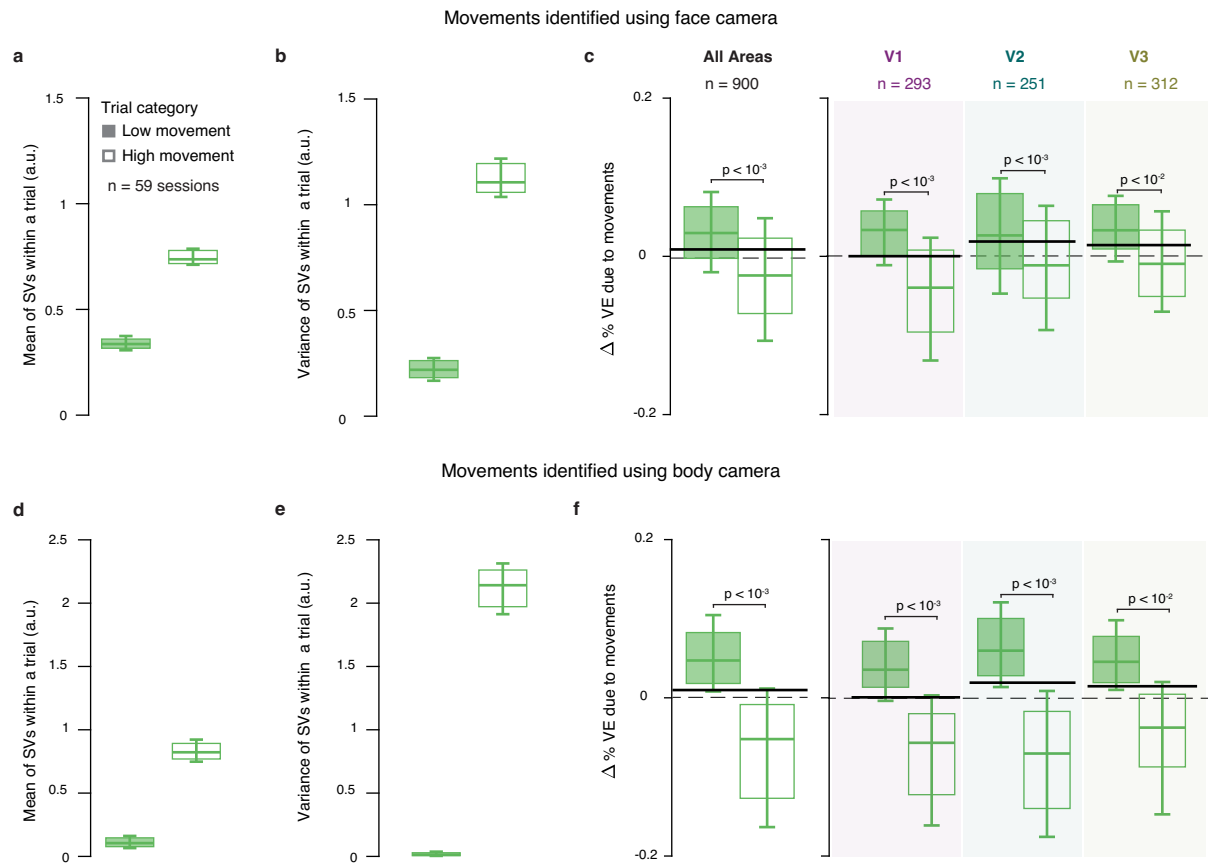 Movements identified using face camera
a
b
c
All Areas
V1
V2
V3
n = 900
n = 293
n = 251
n = 312
Mean of SVs within a trial (a.u.)
1.5
1
0.5
0
Trial category
Low movement
High movement
n = 59 sessions
Variance of SVs within a trial (a.u.)
1.5
1
0.5
0
Δ % VE due to movements
0.2
0
-0.2
p < 10⁻³
p < 10⁻³
p < 10⁻³
p < 10⁻²
Movements identified using body camera
d
e
f
Mean of SVs within a trial (a.u.)
2.5
2
1.5
1
0.5
0
Variance of SVs within a trial (a.u.)
2.5
2
1.5
1
0.5
0
Δ % VE due to movements
0.2
0
-0.2
p < 10⁻³
p < 10⁻³
p < 10⁻³
p < 10⁻²